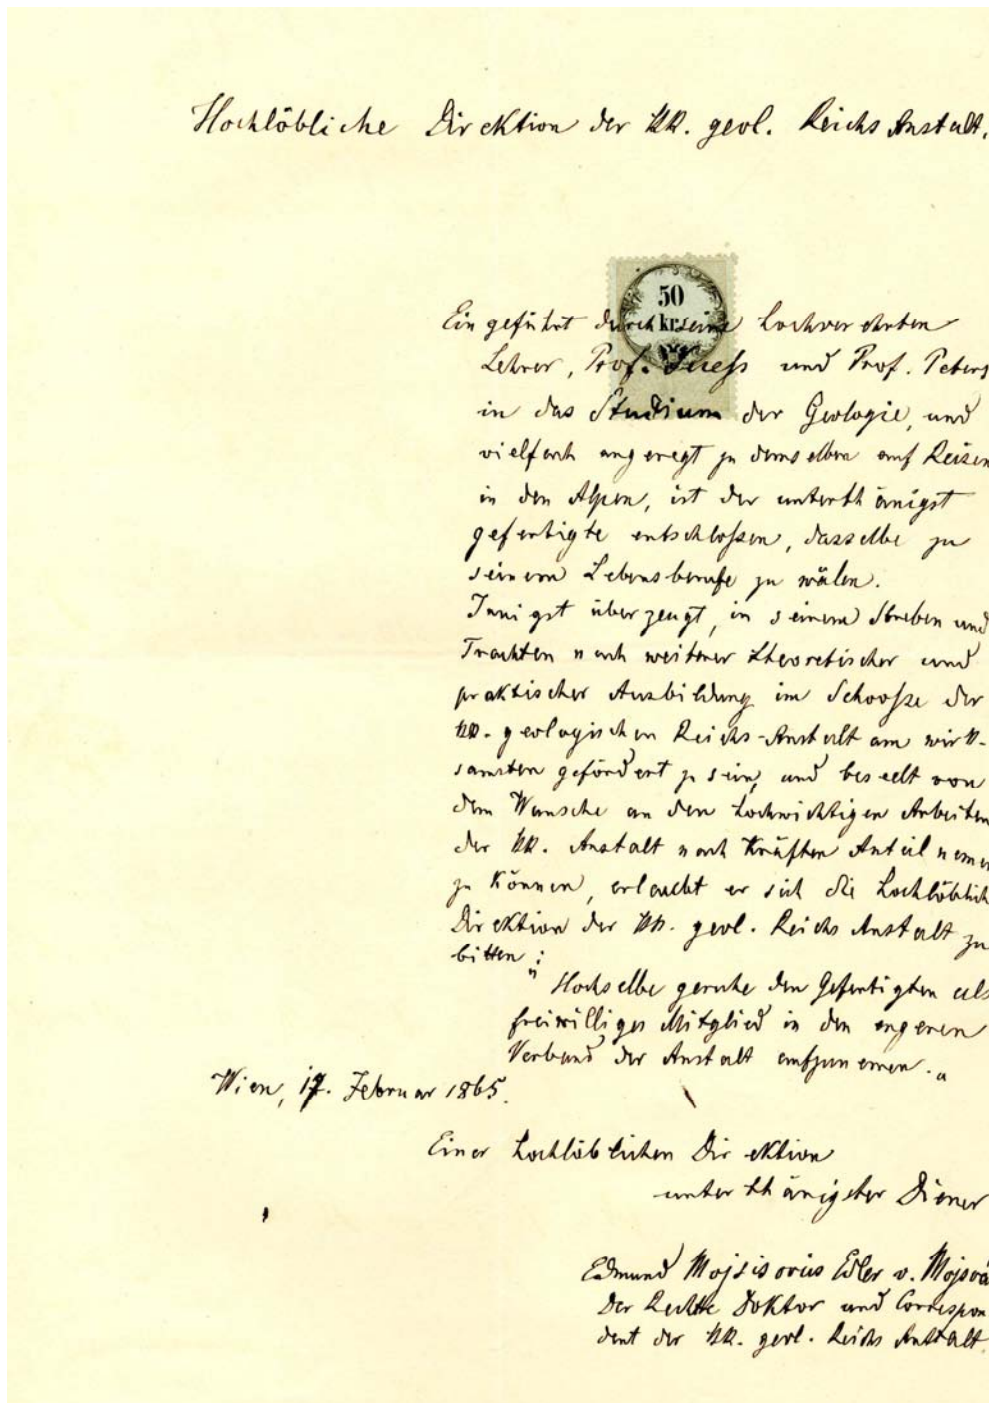 Hochlöbliche Direktion der kk. geol. Reichs Anstalt.
50
kr.
Eingeführt durch seine hochverehrten
Lehrer, Prof. Suess und Prof. Peters
in das Studium der Geologie, und
vielfach angeregt zu demselben auf Reisen
in den Alpen, ist der unterthänigst
gefertigte entschloßen, dasselbe zu
seinem Lebensberufe zu wälen.
Innigst überzeugt, in seinem Streben und
Trachten nach weiterer theoretischer und
praktischer Ausbildung im Schooße der
kk. geologischen Reichs-Anstalt am wirk-
samsten gefördert zu sein, und beseelt von
dem Wunsche an den hochwichtigen Arbeiten
der kk. Anstalt nach Kräften Anteil nemen
zu können, erlaubt er sich die hochlöblich
Direktion der kk. geol. Reichs Anstalt zu
bitten:
„Hochselbe geruhe den Gefertigten als
freiwilliges Mitglied in den engeren
Verband der Anstalt aufzunemen."
Wien, 17. Februar 1865.
Einer hochlöblichen Direktion
unterthänigster Diener
Edmund Mojsisovics Edler v. Mojsvá
Der Rechte Doktor und Correspon
dent der kk. geol. Reichs Anstalt.